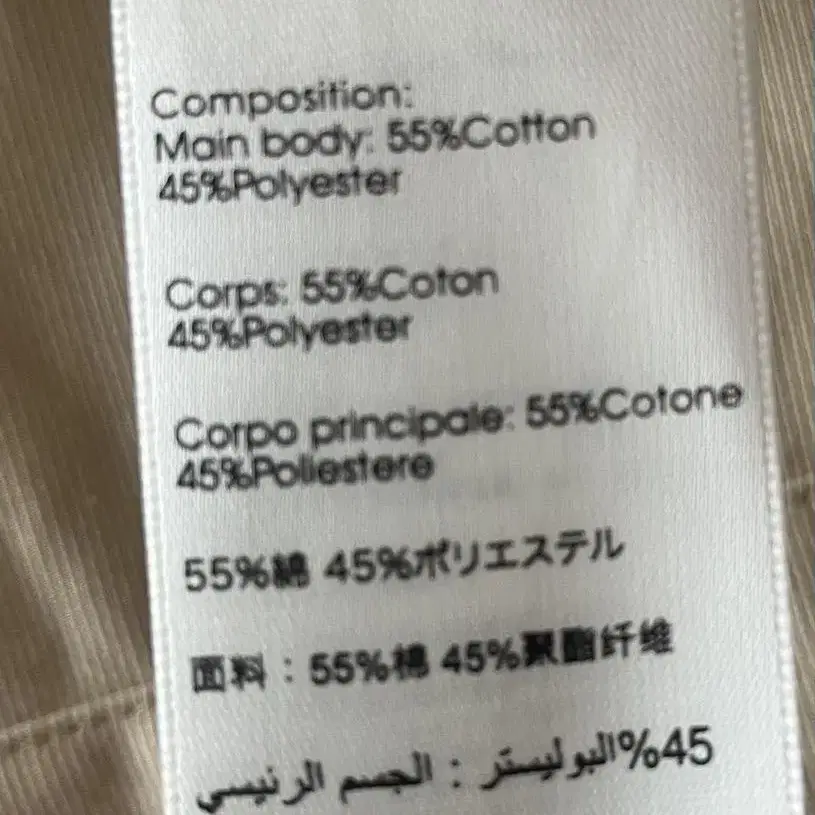 Composition:
Main body: 55%Cotton
45%Polyester
Corps: 55%Coton
45%Polyester
Corpo principale: 55%Cotone
45%Poliestere
55%綿 45%ポリエステル
面料：55%棉 45%聚酯纤维
الجسم الرئيسي : البوليستر%45